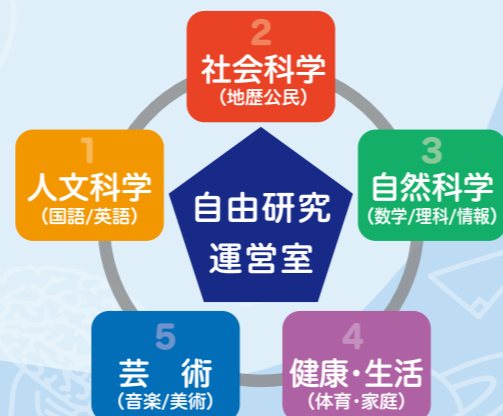 1
人文科学
(国語/英語)
2
社会科学
(地歴公民)
3
自然科学
(数学/理科/情報)
4
健康・生活
(体育・家庭)
5
芸 術
(音楽/美術)
自由研究
運営室